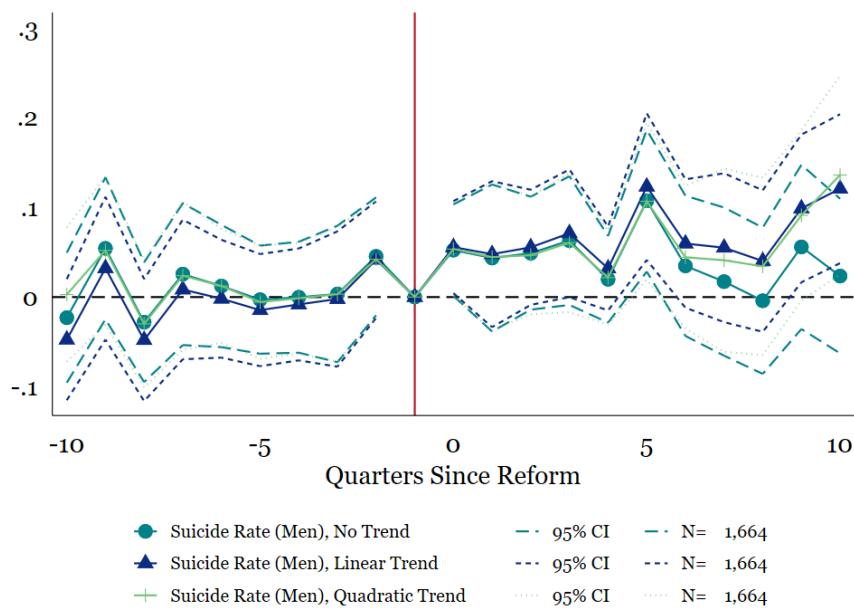 .3
.2
.1
0
-.1
-10 -5 0 5 10
Quarters Since Reform
Suicide Rate (Men), No Trend 95% CI N= 1,664
Suicide Rate (Men), Linear Trend 95% CI N= 1,664
Suicide Rate (Men), Quadratic Trend 95% CI N= 1,664